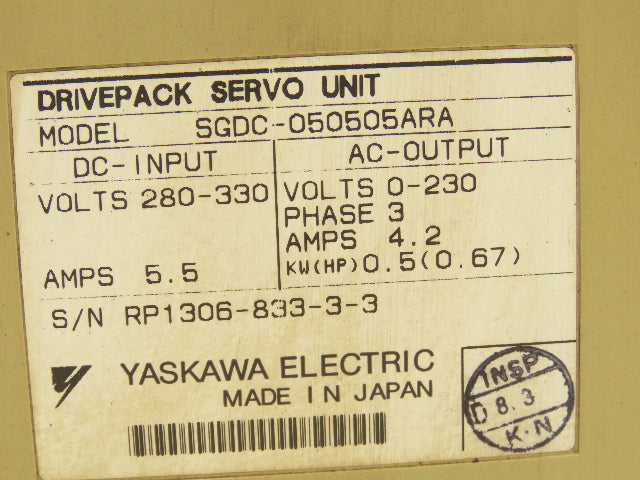 DRIVEPACK SERVO UNIT
MODEL SGDC-050505ARA
DC-INPUT
VOLTS 280-330
AMPS 5.5
AC-OUTPUT
VOLTS 0-230
PHASE 3
AMPS 4.2
KW(HP)0.5(0.67)
S/N RP1306-833-3-3
YASKAWA ELECTRIC
MADE IN JAPAN
INSP
D 8.3
K.N